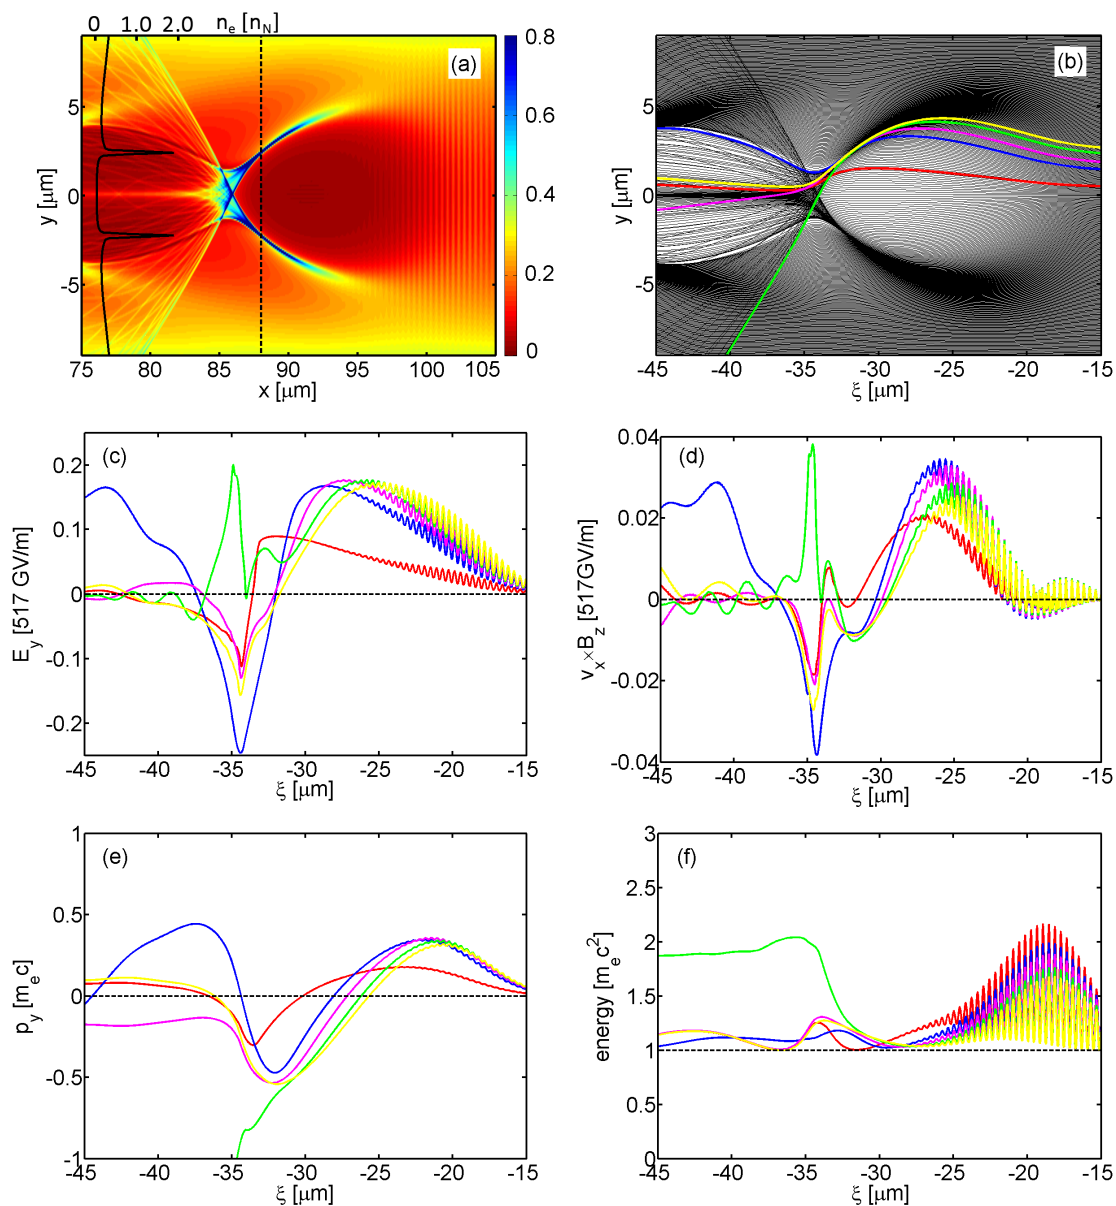 0 1.0 2.0 n_e [n_N]
(a)
5
0
-5
y [μm]
75 80 85 90 95 100 105
x [μm]
0.8
0.6
0.4
0.2
0
(b)
5
0
-5
y [μm]
-45 -40 -35 -30 -25 -20 -15
ξ [μm]
(c)
0.2
0.1
0
-0.1
-0.2
E_y [517 GV/m]
-45 -40 -35 -30 -25 -20 -15
ξ [μm]
(d)
0.04
0.02
0
-0.02
-0.04
v_x×B_z [517GV/m]
-45 -40 -35 -30 -25 -20 -15
ξ [μm]
(e)
1
0.5
0
-0.5
-1
p_y [m_e c]
-45 -40 -35 -30 -25 -20 -15
ξ [μm]
(f)
3
2.5
2
1.5
1
0.5
0
energy [m_e c²]
-45 -40 -35 -30 -25 -20 -15
ξ [μm]